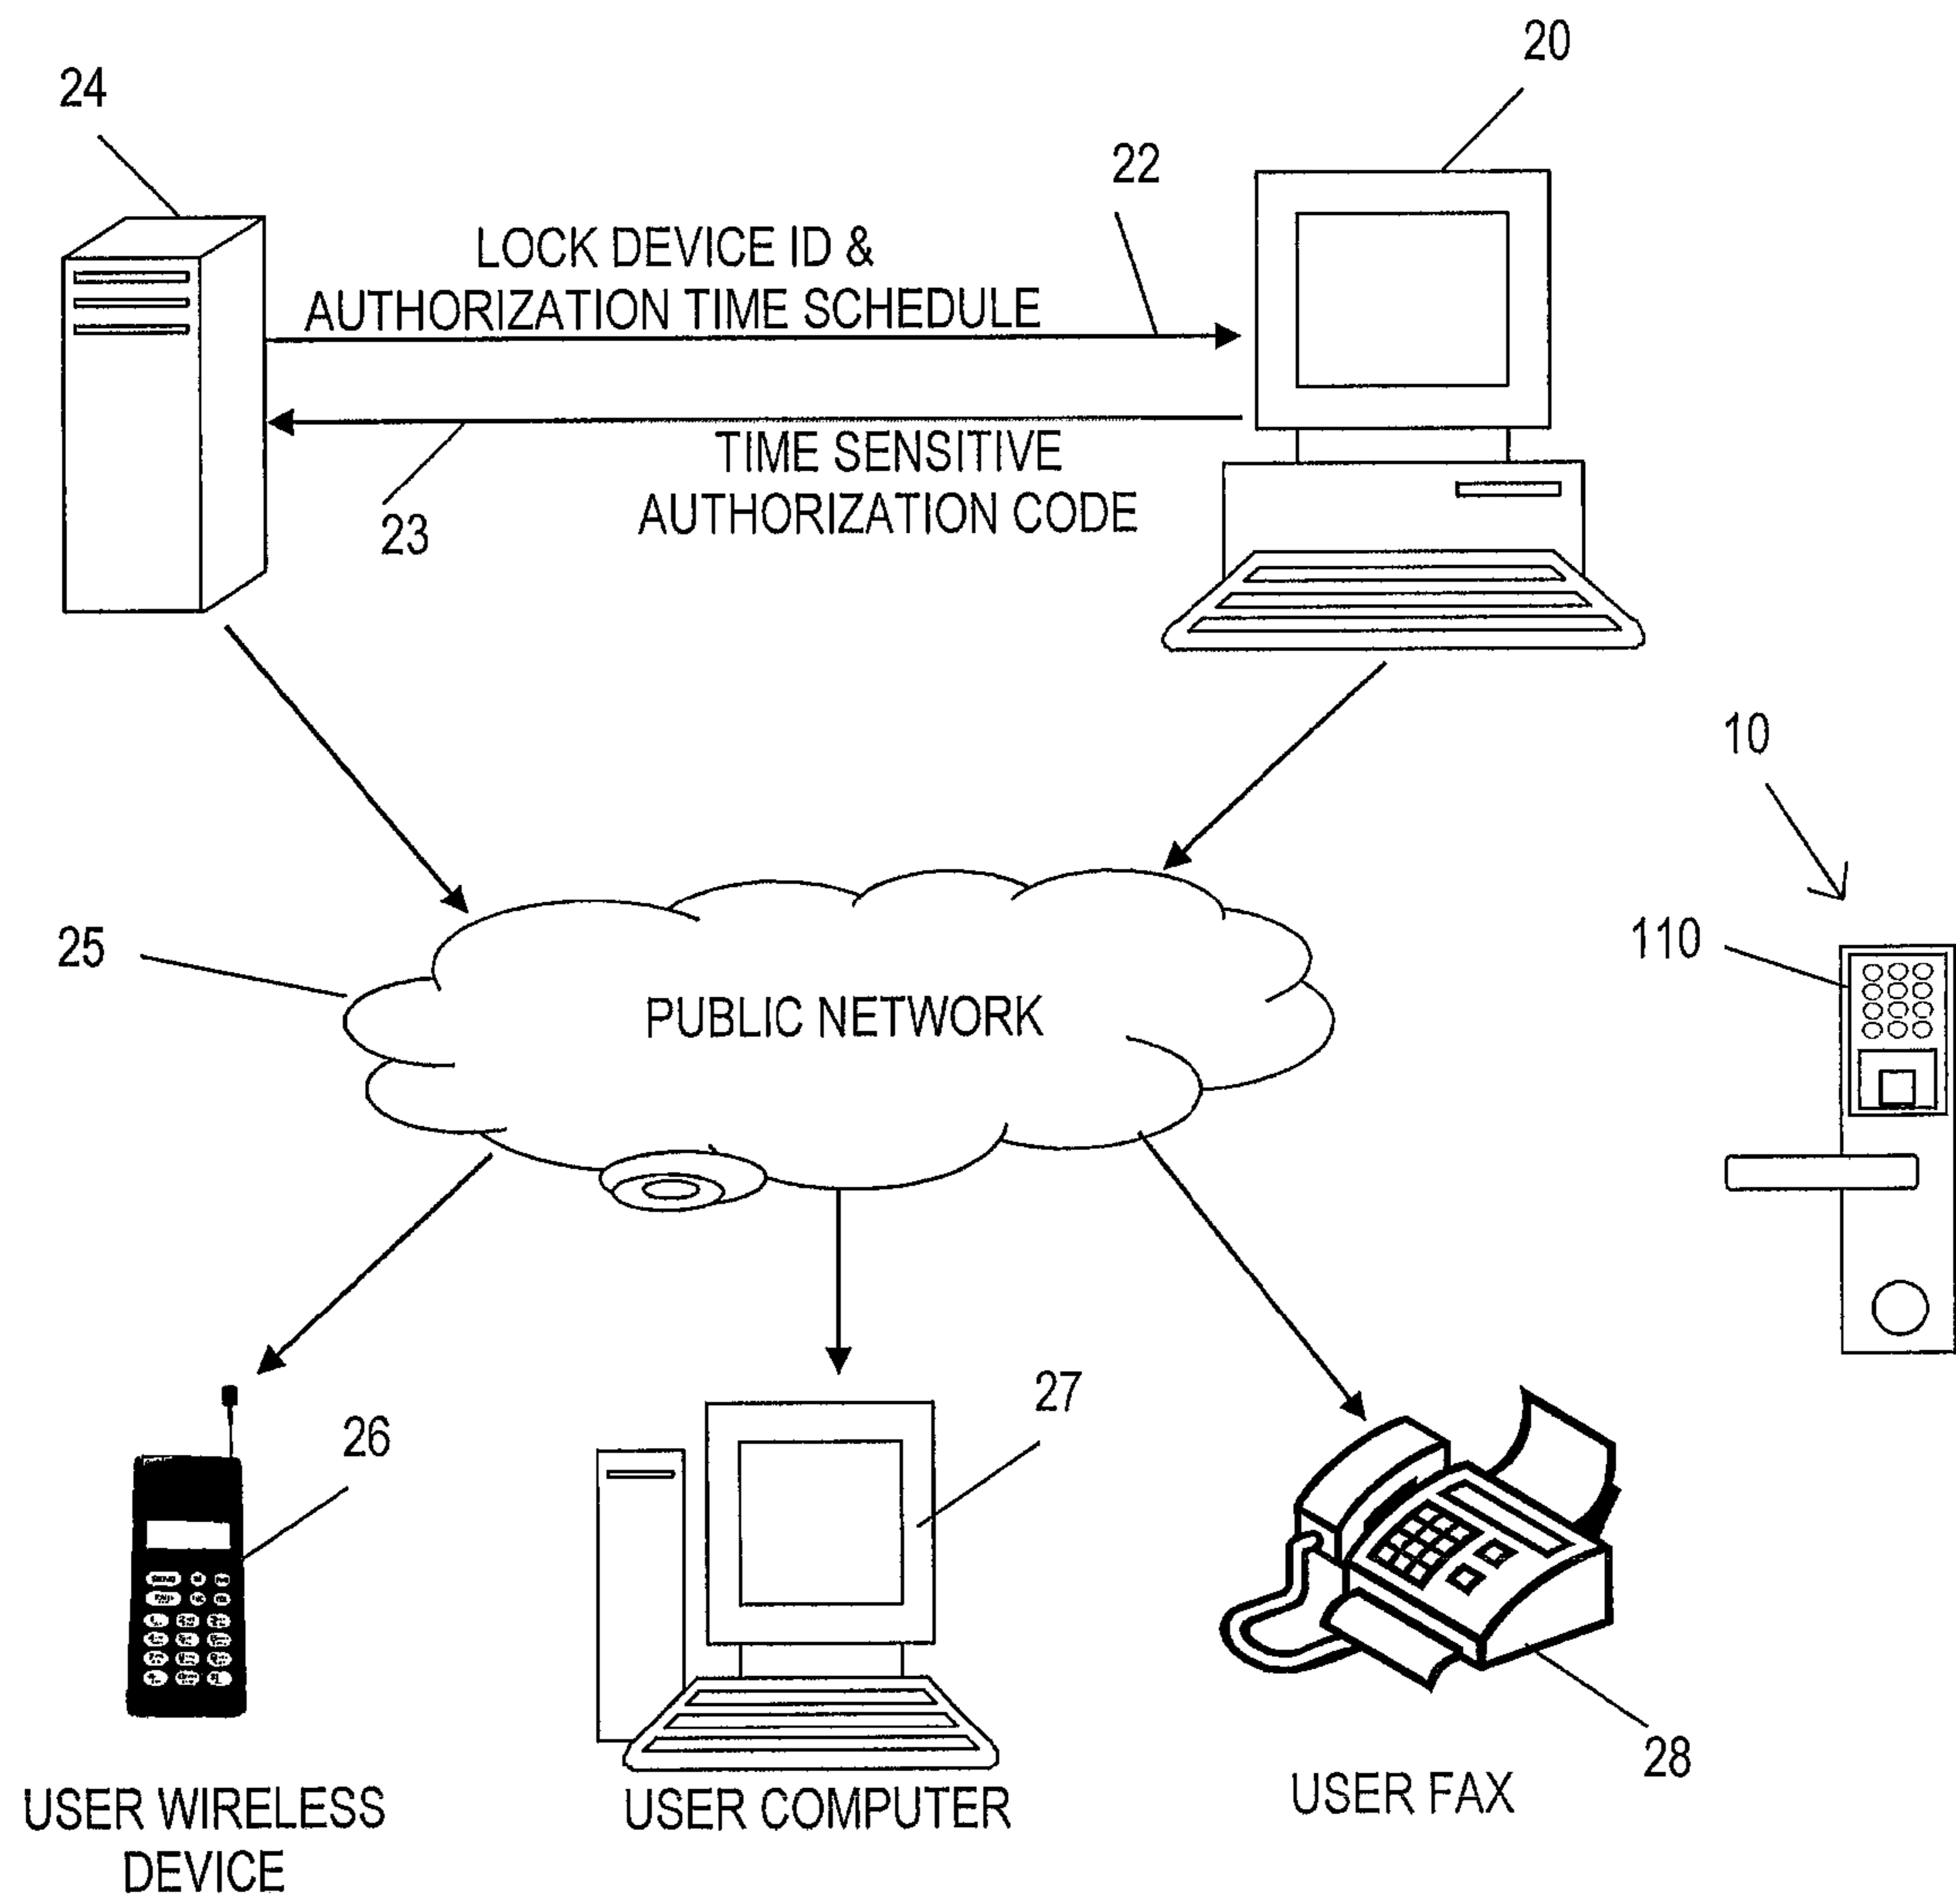 20
24
22
LOCK DEVICE ID &
AUTHORIZATION TIME SCHEDULE
TIME SENSITIVE
AUTHORIZATION CODE
23
10
110
25
PUBLIC NETWORK
27
26
28
USER WIRELESS
DEVICE
USER COMPUTER
USER FAX